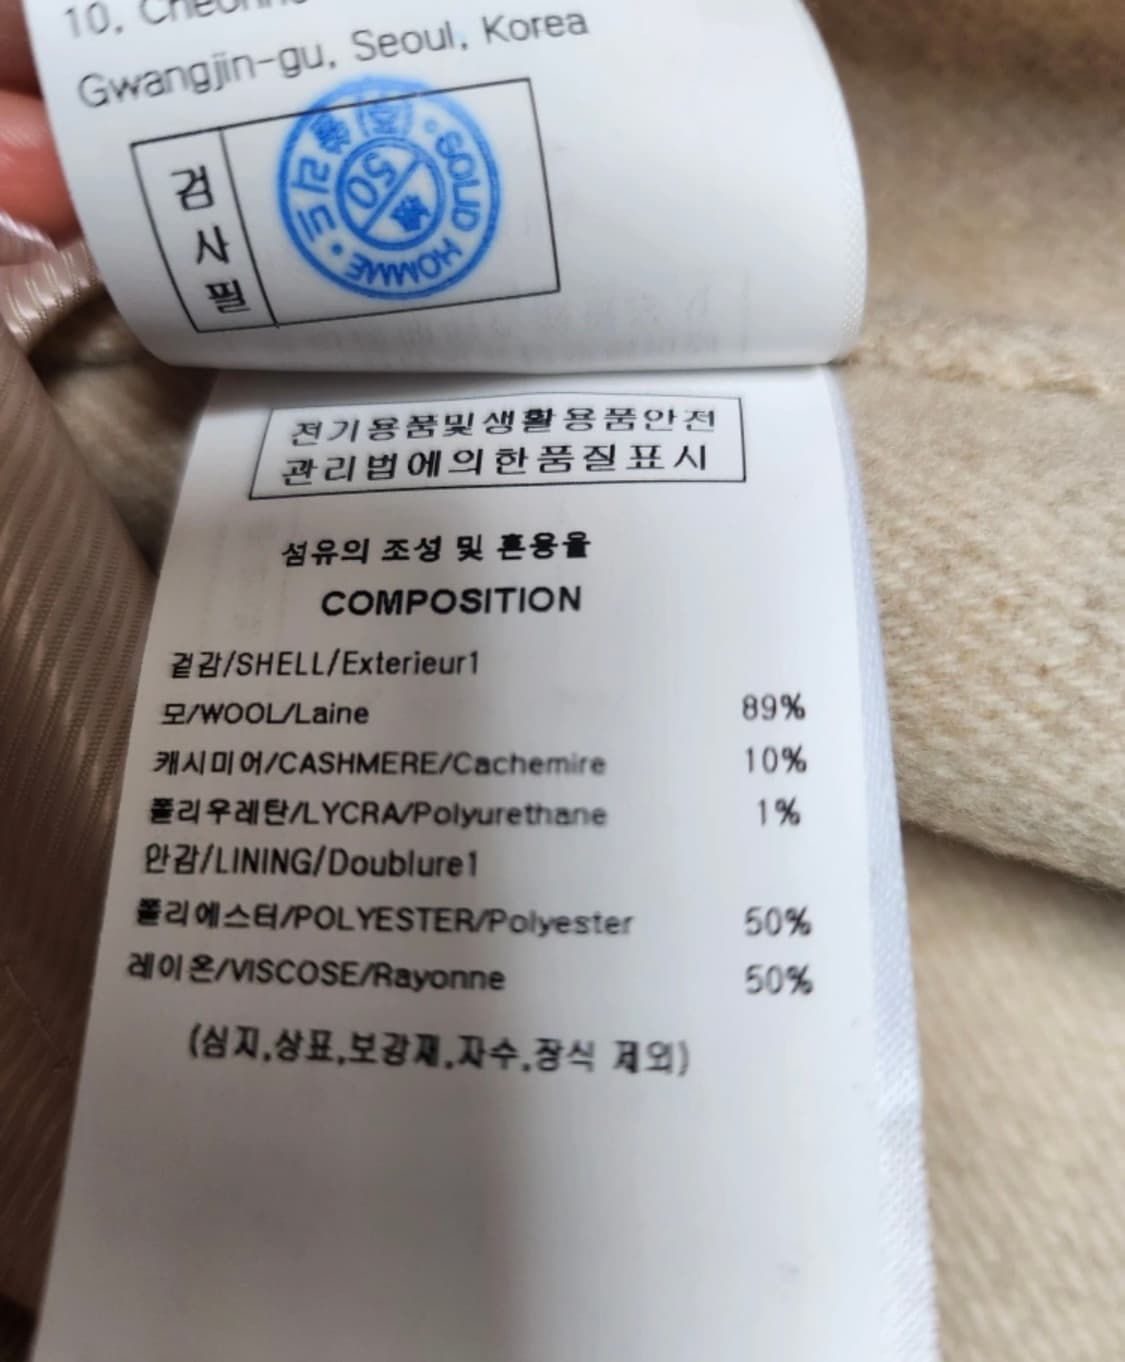 10,
Gwangjin-gu, Seoul, Korea
검사필
SOLID HOMME
50
전기용품및생활용품안전
관리법에의한품질표시
섬유의 조성 및 혼용율
COMPOSITION
겉감/SHELL/Exterieur1
모/WOOL/Laine 89%
캐시미어/CASHMERE/Cachemire 10%
폴리우레탄/LYCRA/Polyurethane 1%
안감/LINING/Doublure1
폴리에스터/POLYESTER/Polyester 50%
레이온/VISCOSE/Rayonne 50%
(심지,상표,보강재,자수,장식 제외)